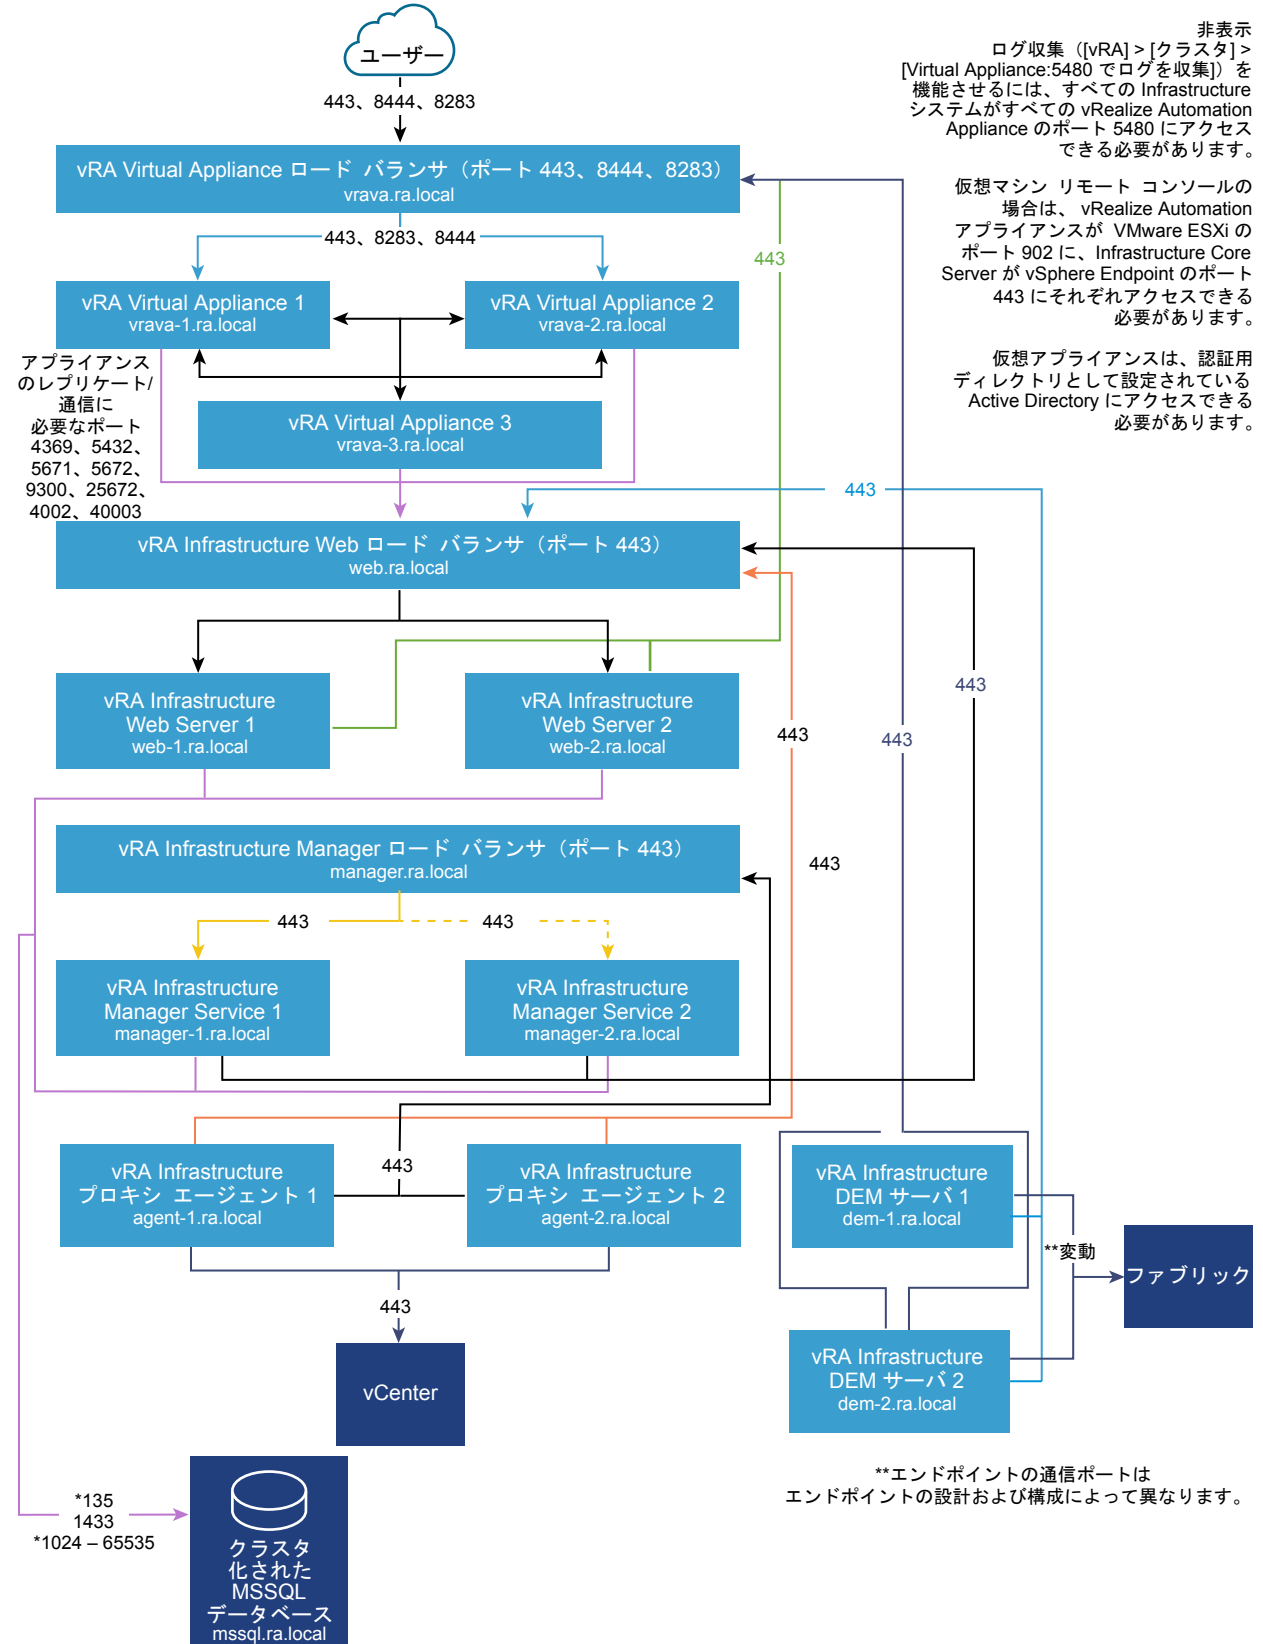 ユーザー
443、8444、8283
vRA Virtual Appliance ロード バランサ（ポート 443、8444、8283）
vrava.ra.local
443、8283、8444
vRA Virtual Appliance 1
vrava-1.ra.local
vRA Virtual Appliance 2
vrava-2.ra.local
アプライアンス
のレプリケート/
通信に
必要なポート
4369、5432、
5671、5672、
9300、25672、
4002、40003
vRA Virtual Appliance 3
vrava-3.ra.local
非表示
ログ収集（[vRA] > [クラスタ] >
[Virtual Appliance:5480 でログを収集]）を
機能させるには、すべての Infrastructure
システムがすべての vRealize Automation
Appliance のポート 5480 にアクセス
できる必要があります。
仮想マシン リモート コンソールの
場合は、 vRealize Automation
アプライアンスが VMware ESXi の
ポート 902 に、Infrastructure Core
Server が vSphere Endpoint のポート
443 にそれぞれアクセスできる
必要があります。
仮想アプライアンスは、認証用
ディレクトリとして設定されている
Active Directory にアクセスできる
必要があります。
443
443
vRA Infrastructure Web ロード バランサ（ポート 443）
web.ra.local
vRA Infrastructure
Web Server 1
web-1.ra.local
vRA Infrastructure
Web Server 2
web-2.ra.local
443
443
443
vRA Infrastructure Manager ロード バランサ（ポート 443）
manager.ra.local
443
443
443
vRA Infrastructure
Manager Service 1
manager-1.ra.local
vRA Infrastructure
Manager Service 2
manager-2.ra.local
vRA Infrastructure
プロキシ エージェント 1
agent-1.ra.local
443
vRA Infrastructure
プロキシ エージェント 2
agent-2.ra.local
vRA Infrastructure
DEM サーバ 1
dem-1.ra.local
**変動
ファブリック
443
vCenter
vRA Infrastructure
DEM サーバ 2
dem-2.ra.local
**エンドポイントの通信ポートは
エンドポイントの設計および構成によって異なります。
*135
1433
*1024 – 65535
クラスタ
化された
MSSQL
データベース
mssql.ra.local